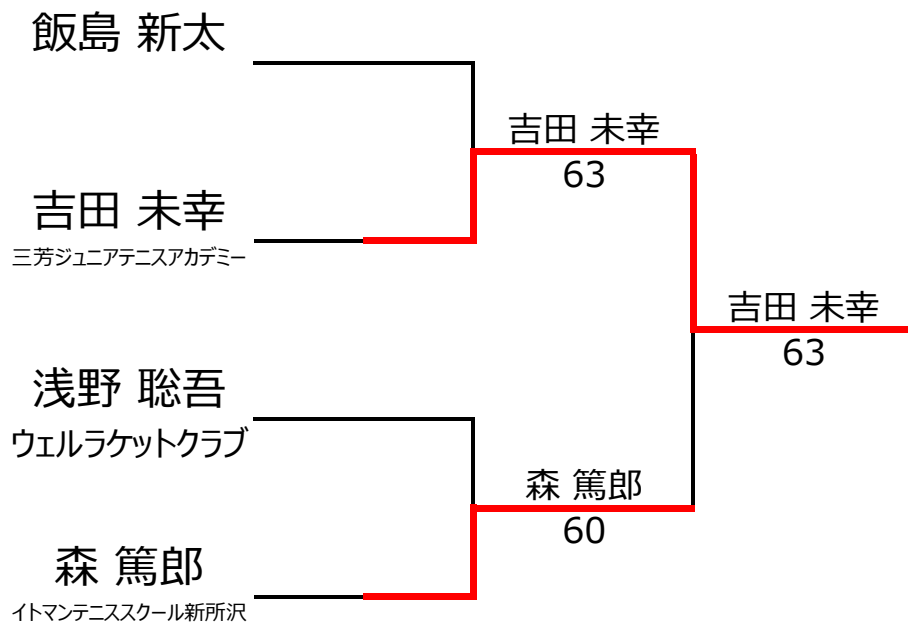 飯島 新太
吉田 未幸
63
吉田 未幸
三芳ジュニアテニスアカデミー
吉田 未幸
63
浅野 聡吾
ウェルラケットクラブ
森 篤郎
60
森 篤郎
イトマンテニススクール新所沢